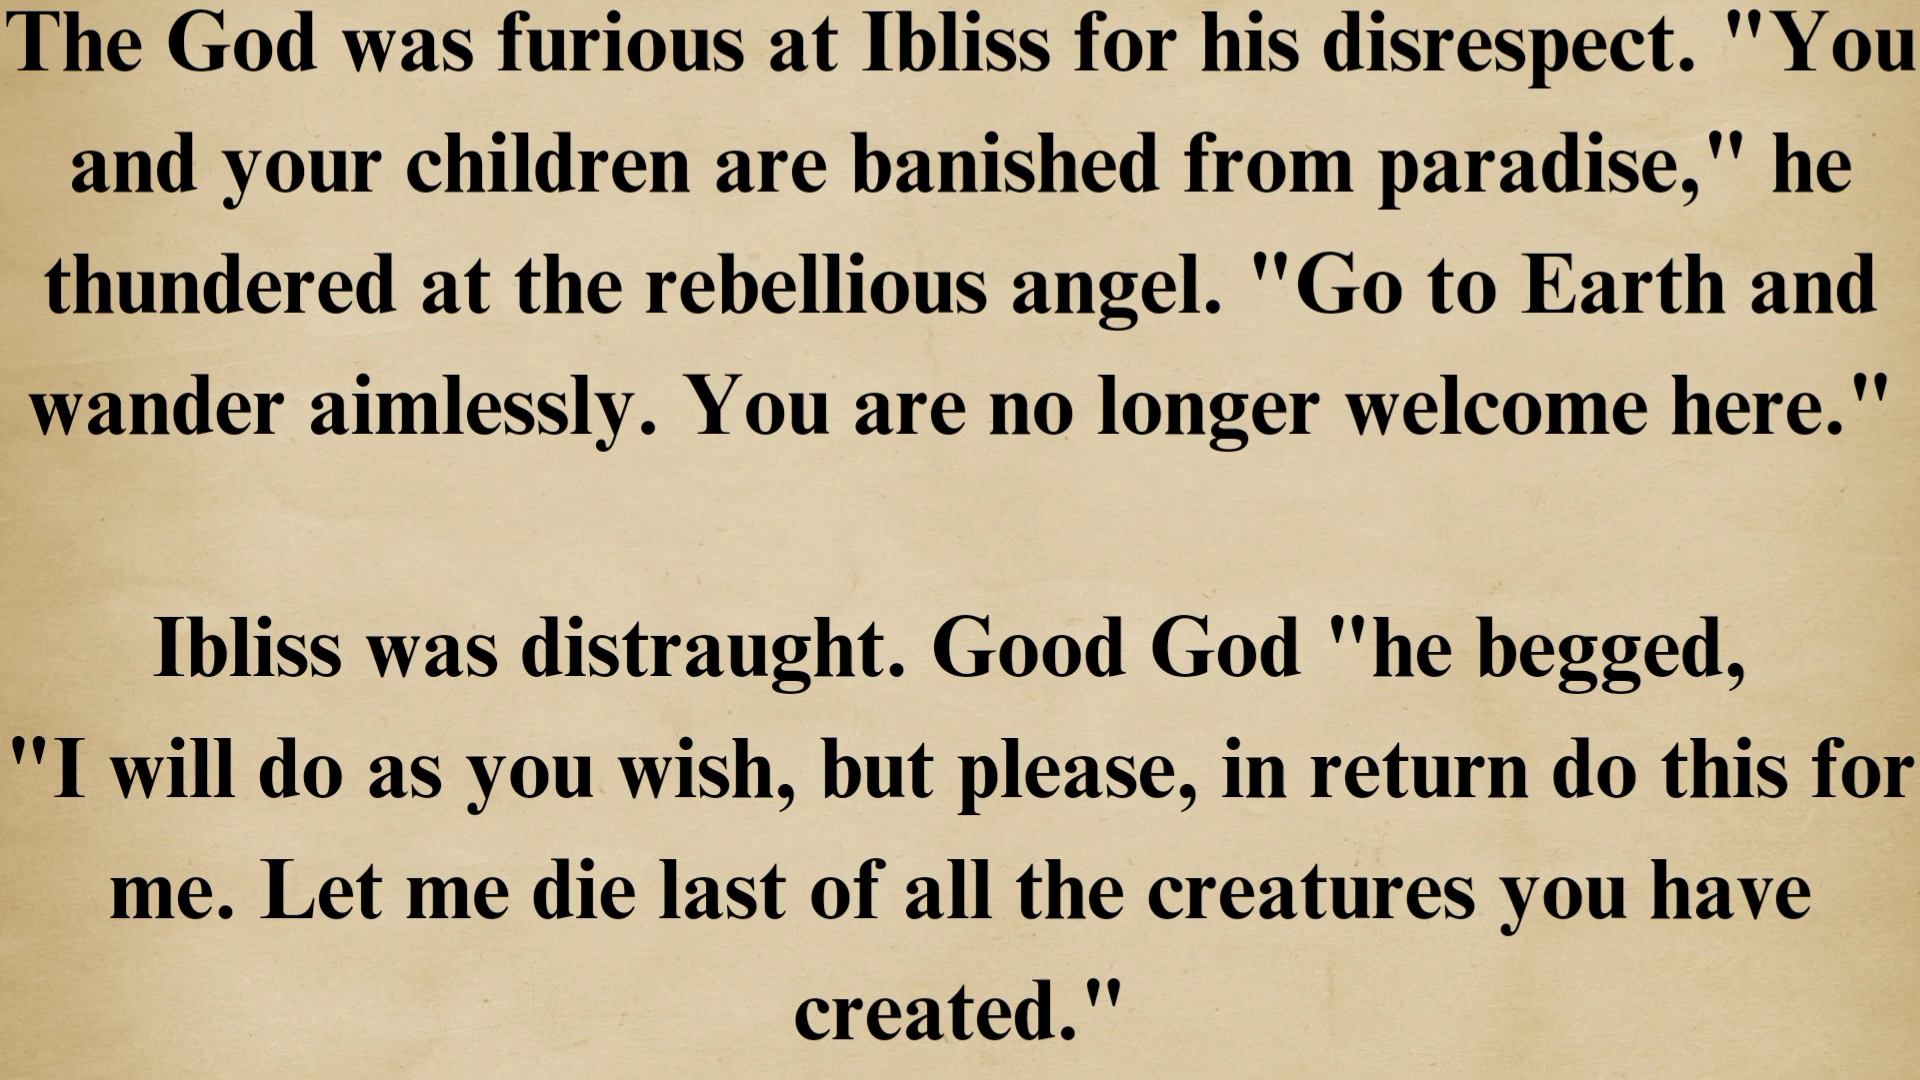 The God was furious at Ibliss for his disrespect. "You
and your children are banished from paradise," he
thundered at the rebellious angel. "Go to Earth and
wander aimlessly. You are no longer welcome here."
Ibliss was distraught. Good God "he begged,
"I will do as you wish, but please, in return do this for
me. Let me die last of all the creatures you have
created."